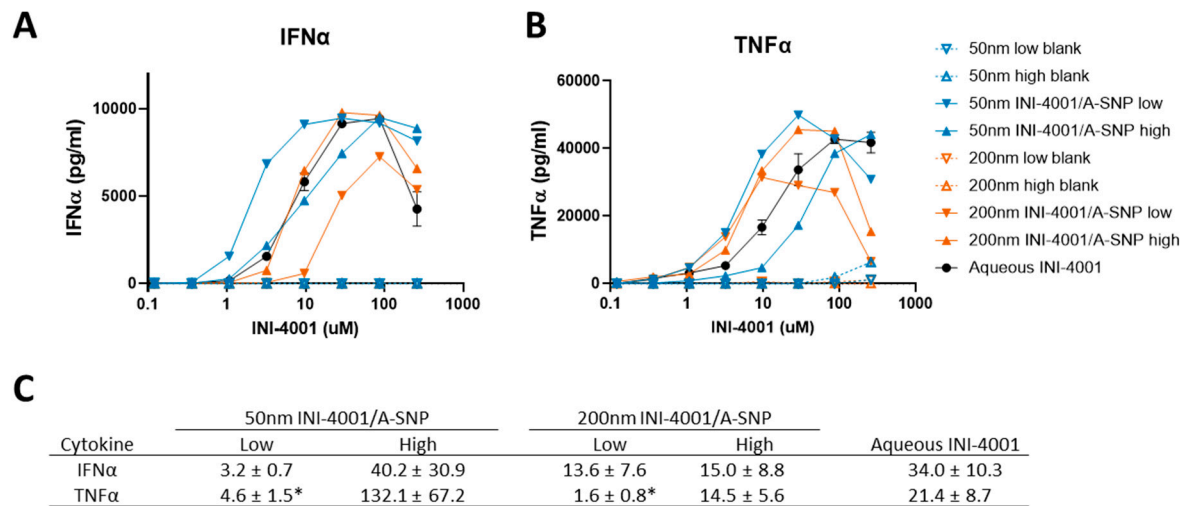 A
IFNα
IFNα (pg/ml)
10000
5000
0
0.1 1 10 100 1000
INI-4001 (uM)
B
TNFα
TNFα (pg/ml)
60000
40000
20000
0
0.1 1 10 100 1000
INI-4001 (uM)
50nm low blank
50nm high blank
50nm INI-4001/A-SNP low
50nm INI-4001/A-SNP high
200nm low blank
200nm high blank
200nm INI-4001/A-SNP low
200nm INI-4001/A-SNP high
Aqueous INI-4001
C
50nm INI-4001/A-SNP 200nm INI-4001/A-SNP
Cytokine Low High Low High Aqueous INI-4001
IFNα 3.2 ± 0.7 40.2 ± 30.9 13.6 ± 7.6 15.0 ± 8.8 34.0 ± 10.3
TNFα 4.6 ± 1.5* 132.1 ± 67.2 1.6 ± 0.8* 14.5 ± 5.6 21.4 ± 8.7